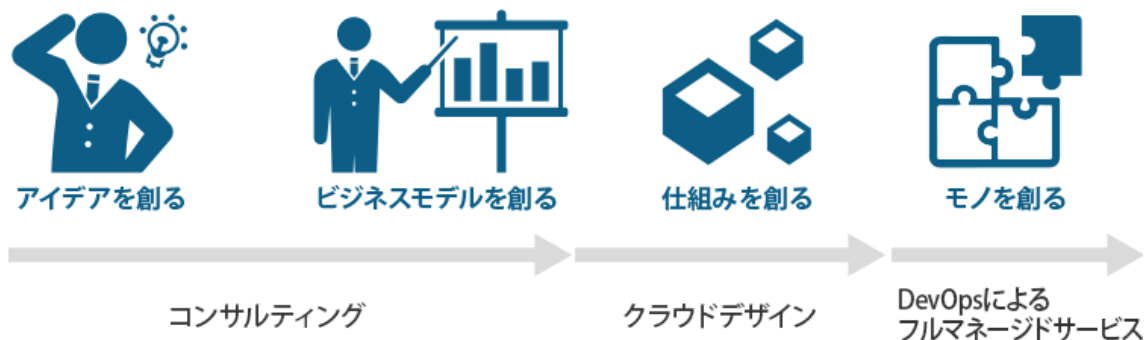 アイデアを創る
ビジネスモデルを創る
仕組みを創る
モノを創る
コンサルティング
クラウドデザイン
DevOpsによる
フルマネージドサービス